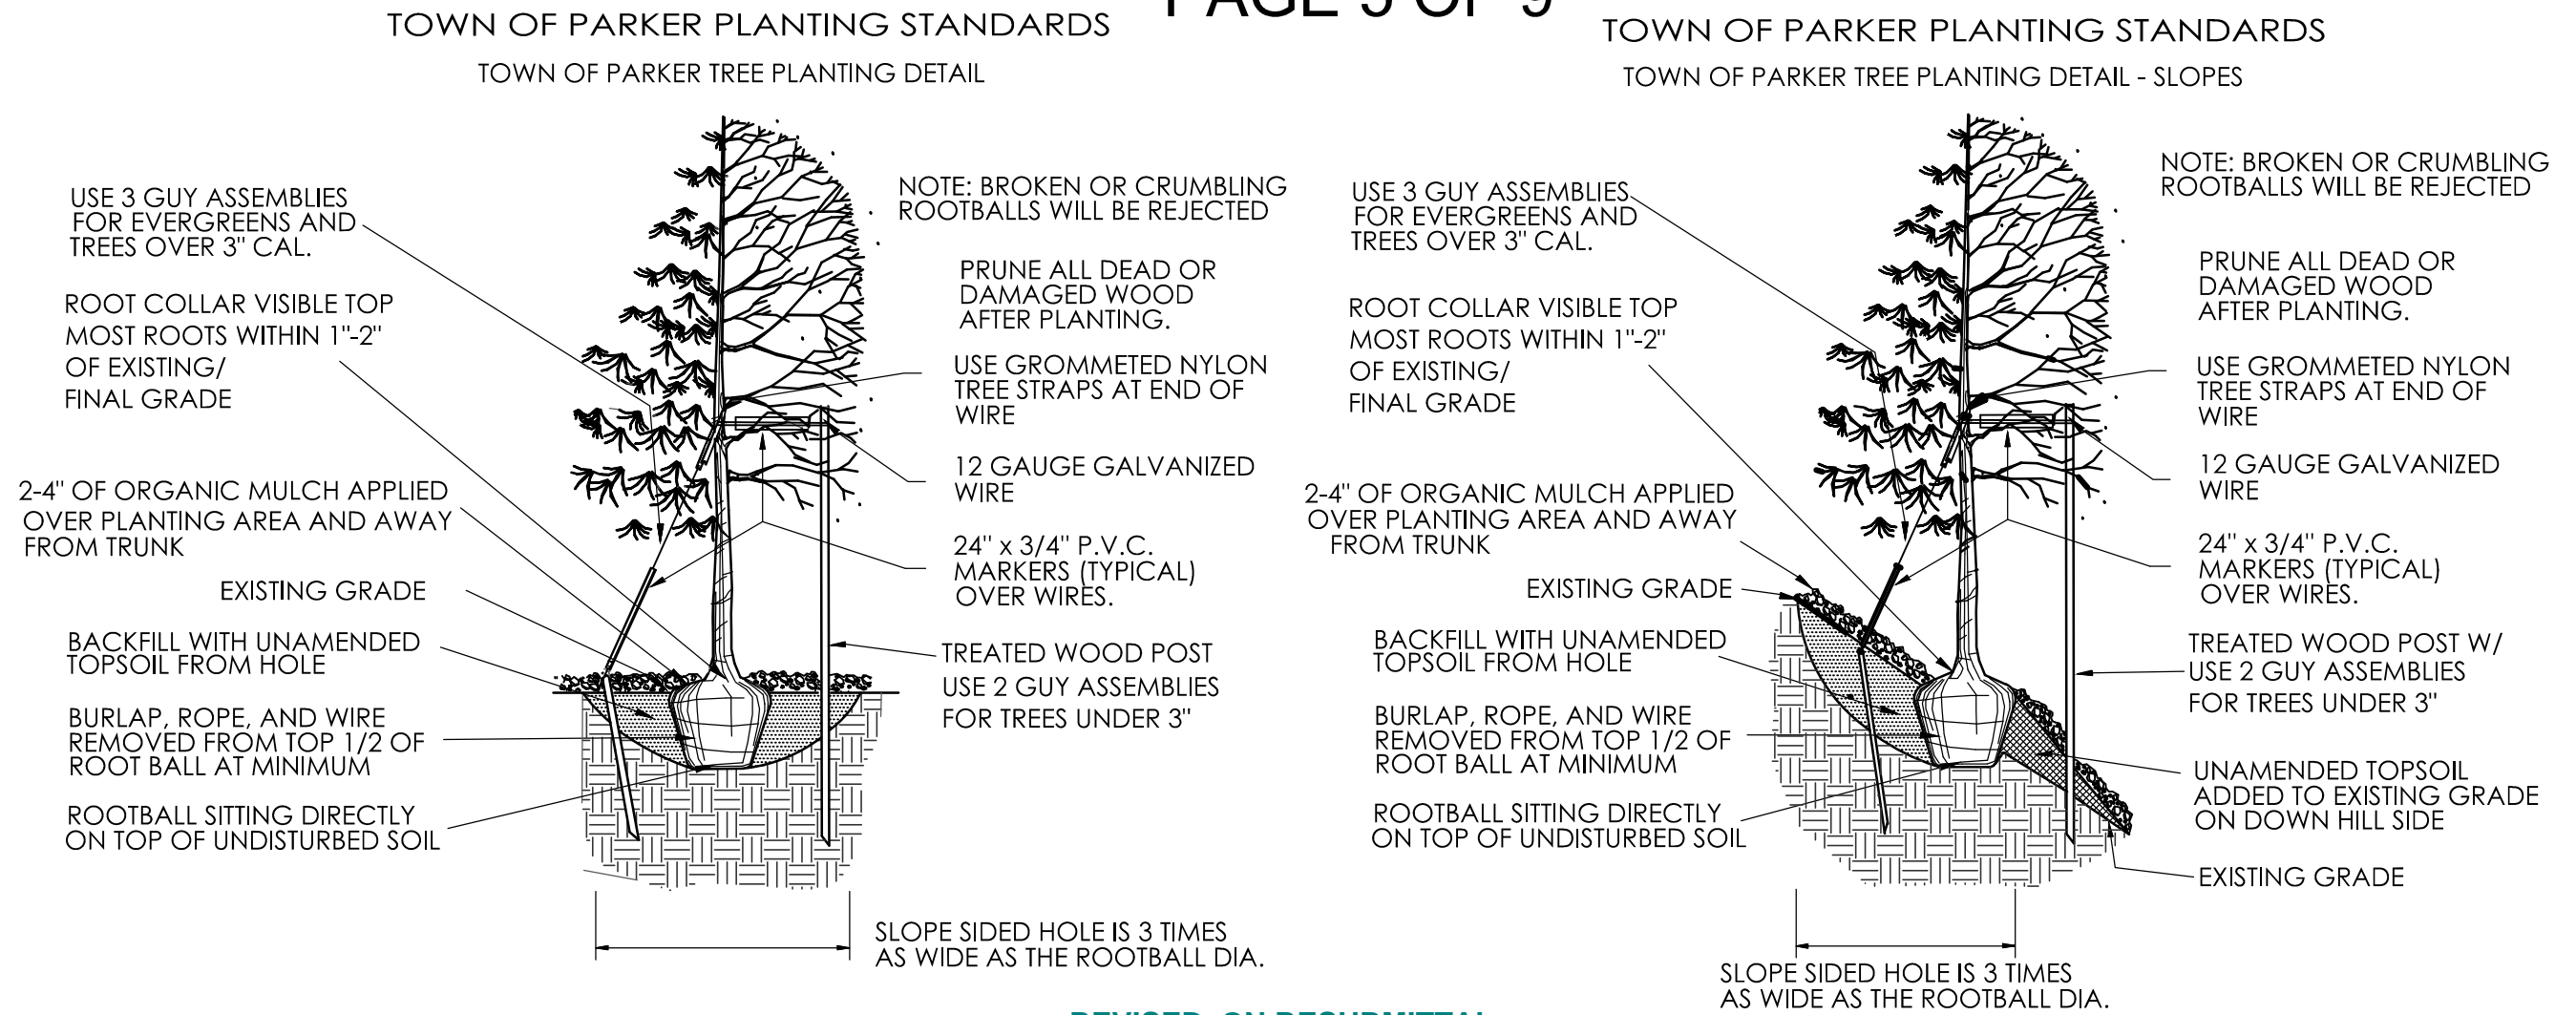 PAGE 5 OF 9
TOWN OF PARKER PLANTING STANDARDS
TOWN OF PARKER TREE PLANTING DETAIL
USE 3 GUY ASSEMBLIES
FOR EVERGREENS AND
TREES OVER 3" CAL.
ROOT COLLAR VISIBLE TOP
MOST ROOTS WITHIN 1"-2"
OF EXISTING/
FINAL GRADE
2-4" OF ORGANIC MULCH APPLIED
OVER PLANTING AREA AND AWAY
FROM TRUNK
EXISTING GRADE
BACKFILL WITH UNAMENDED
TOPSOIL FROM HOLE
BURLAP, ROPE, AND WIRE
REMOVED FROM TOP 1/2 OF
ROOT BALL AT MINIMUM
ROOTBALL SITTING DIRECTLY
ON TOP OF UNDISTURBED SOIL
NOTE: BROKEN OR CRUMBLING
ROOTBALLS WILL BE REJECTED
PRUNE ALL DEAD OR
DAMAGED WOOD
AFTER PLANTING.
USE GROMMETED NYLON
TREE STRAPS AT END OF
WIRE
12 GAUGE GALVANIZED
WIRE
24" x 3/4" P.V.C.
MARKERS (TYPICAL)
OVER WIRES.
TREATED WOOD POST
USE 2 GUY ASSEMBLIES
FOR TREES UNDER 3"
SLOPE SIDED HOLE IS 3 TIMES
AS WIDE AS THE ROOTBALL DIA.
TOWN OF PARKER PLANTING STANDARDS
TOWN OF PARKER TREE PLANTING DETAIL - SLOPES
USE 3 GUY ASSEMBLIES
FOR EVERGREENS AND
TREES OVER 3" CAL.
ROOT COLLAR VISIBLE TOP
MOST ROOTS WITHIN 1"-2"
OF EXISTING/
FINAL GRADE
2-4" OF ORGANIC MULCH APPLIED
OVER PLANTING AREA AND AWAY
FROM TRUNK
EXISTING GRADE
BACKFILL WITH UNAMENDED
TOPSOIL FROM HOLE
BURLAP, ROPE, AND WIRE
REMOVED FROM TOP 1/2 OF
ROOT BALL AT MINIMUM
ROOTBALL SITTING DIRECTLY
ON TOP OF UNDISTURBED SOIL
NOTE: BROKEN OR CRUMBLING
ROOTBALLS WILL BE REJECTED
PRUNE ALL DEAD OR
DAMAGED WOOD
AFTER PLANTING.
USE GROMMETED NYLON
TREE STRAPS AT END OF
WIRE
12 GAUGE GALVANIZED
WIRE
24" x 3/4" P.V.C.
MARKERS (TYPICAL)
OVER WIRES.
TREATED WOOD POST W/
USE 2 GUY ASSEMBLIES
FOR TREES UNDER 3"
UNAMENDED TOPSOIL
ADDED TO EXISTING GRADE
ON DOWN HILL SIDE
EXISTING GRADE
SLOPE SIDED HOLE IS 3 TIMES
AS WIDE AS THE ROOTBALL DIA.
REVISED ON RESUBMITTAL